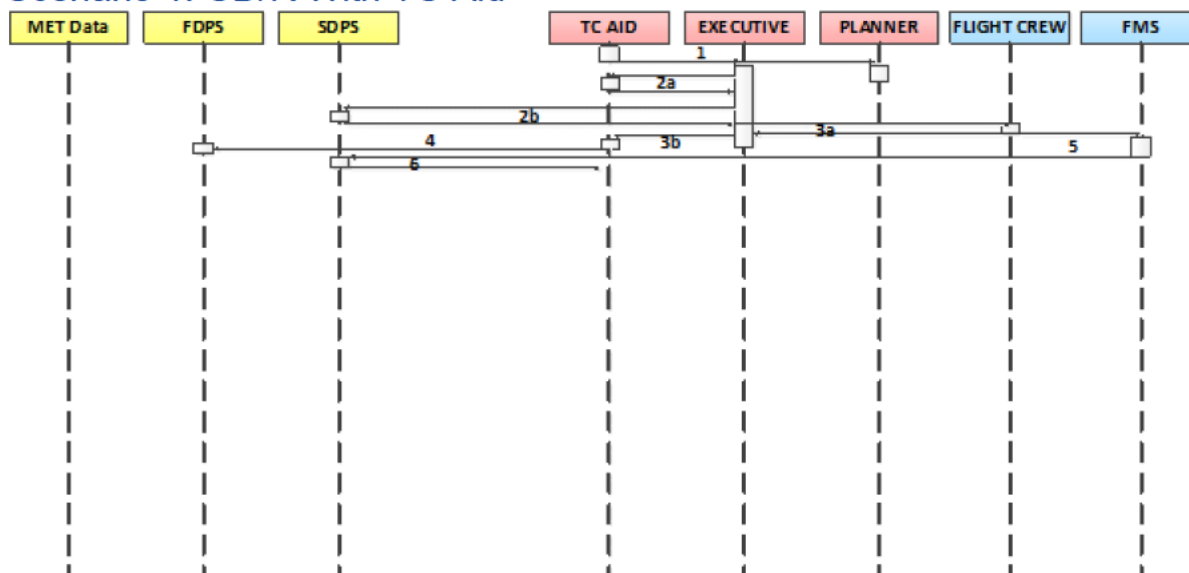 MET Data FDPS SDPS TC AID EXECUTIVE PLANNER FLIGHT CREW FMS
1
2a
2b
3a
4 3b 5
6